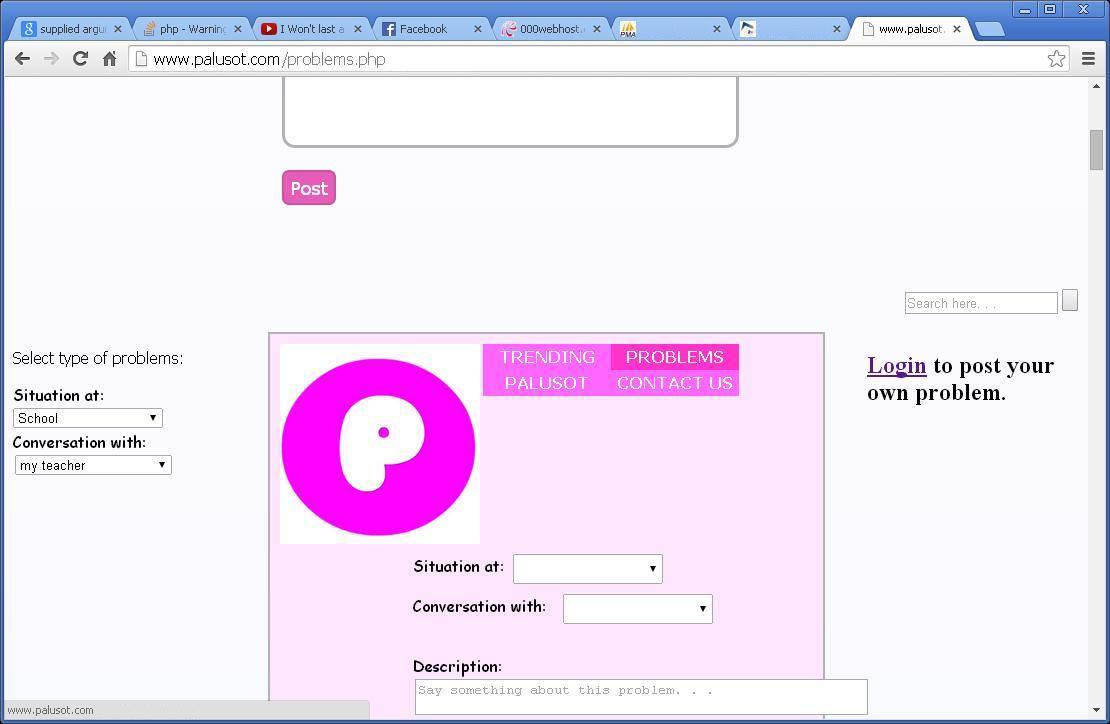 supplied argu
php - Warning
I Won't last a
Facebook
000webhost.
PMA
www.palusot.
www.palusot.com/problems.php
Post
Search here. . .
Select type of problems:
Situation at:
School
Conversation with:
my teacher
P
TRENDING
PROBLEMS
PALUSOT
CONTACT US
Login to post your
own problem.
Situation at:
Conversation with:
Description:
Say something about this problem. . .
www.palusot.com